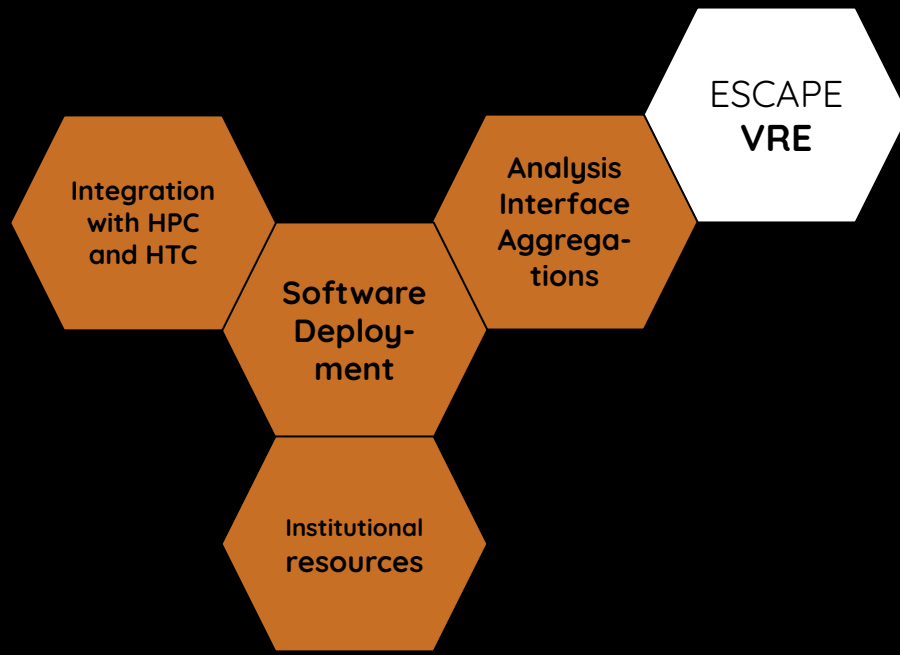 ESCAPE
VRE
Integration
with HPC
and HTC
Analysis
Interface
Aggrega-
tions
Software
Deploy-
ment
Institutional
resources